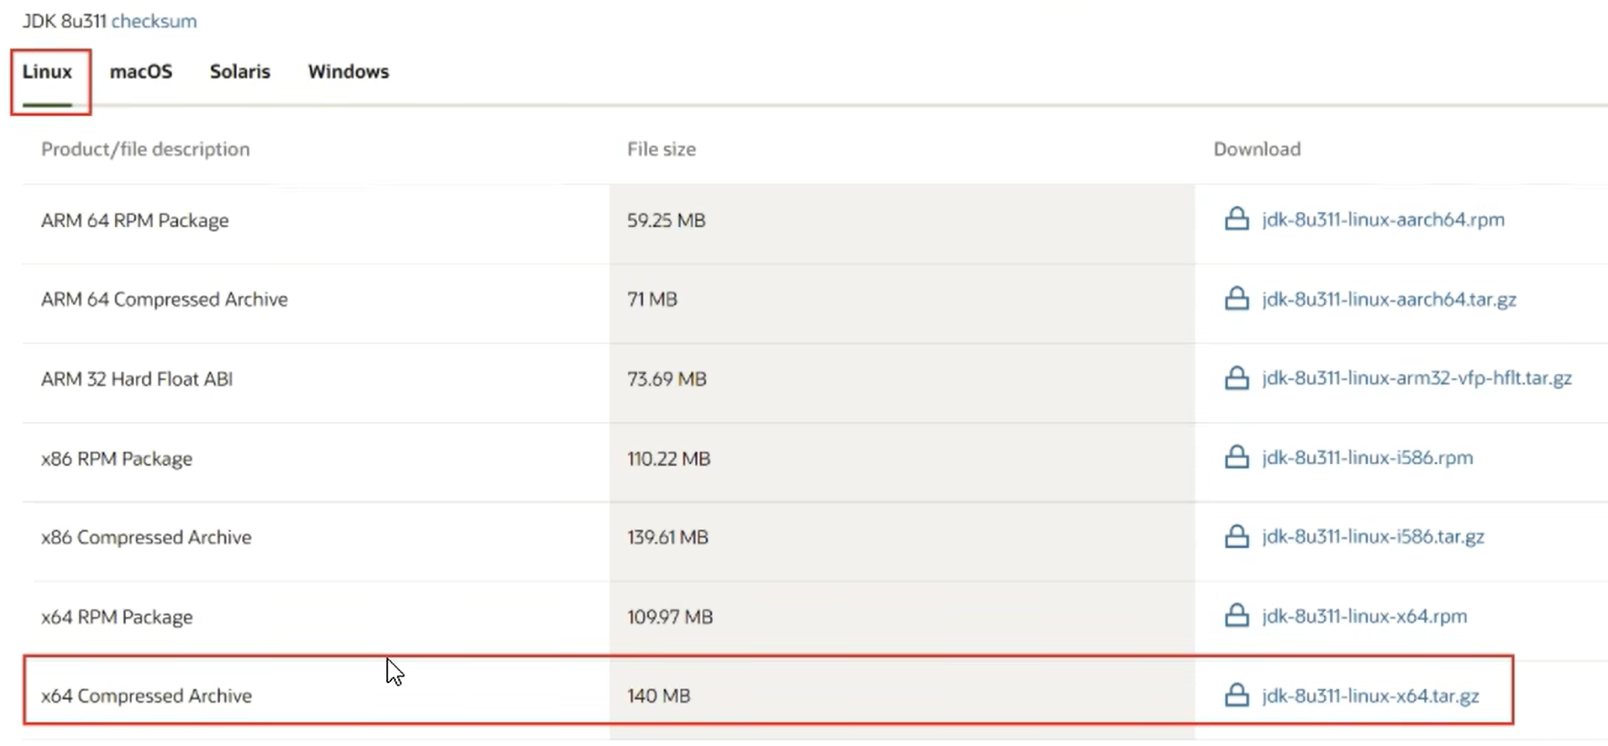 JDK 8u311 checksum
Linux macOS Solaris Windows
Product/file description File size Download
ARM 64 RPM Package 59.25 MB jdk-8u311-linux-aarch64.rpm
ARM 64 Compressed Archive 71 MB jdk-8u311-linux-aarch64.tar.gz
ARM 32 Hard Float ABI 73.69 MB jdk-8u311-linux-arm32-vfp-hflt.tar.gz
x86 RPM Package 110.22 MB jdk-8u311-linux-i586.rpm
x86 Compressed Archive 139.61 MB jdk-8u311-linux-i586.tar.gz
x64 RPM Package 109.97 MB jdk-8u311-linux-x64.rpm
x64 Compressed Archive 140 MB jdk-8u311-linux-x64.tar.gz